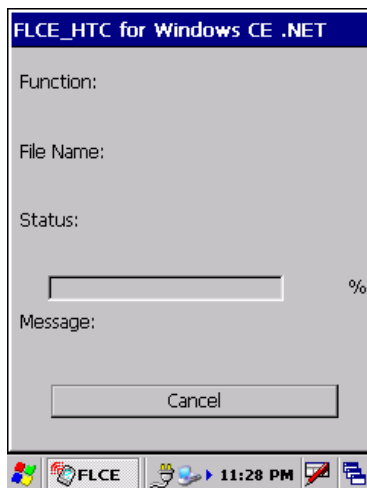 FLCE_HTC for Windows CE .NET
Function:
File Name:
Status:
%
Message:
Cancel
FLCE 11:28 PM